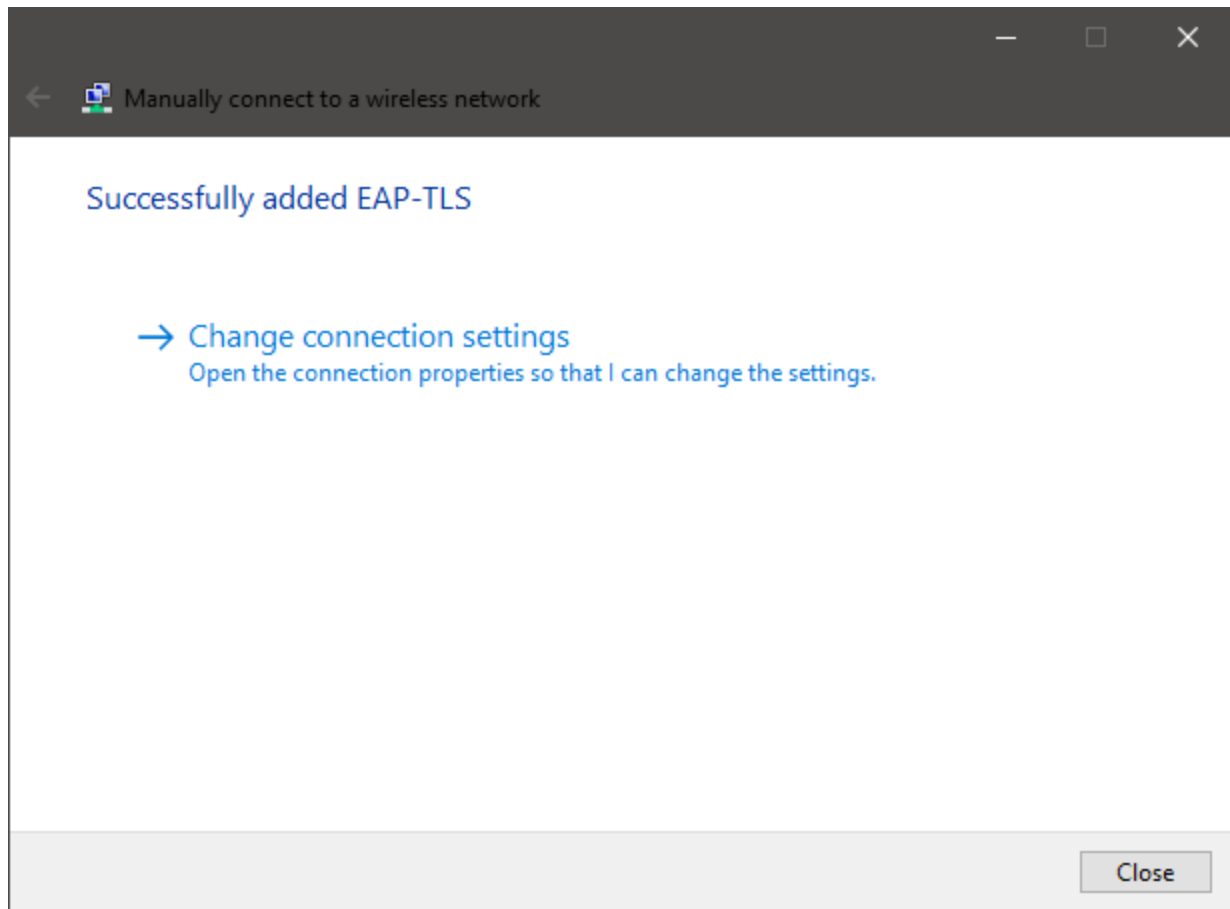 Manually connect to a wireless network
Successfully added EAP-TLS
Change connection settings
Open the connection properties so that I can change the settings.
Close